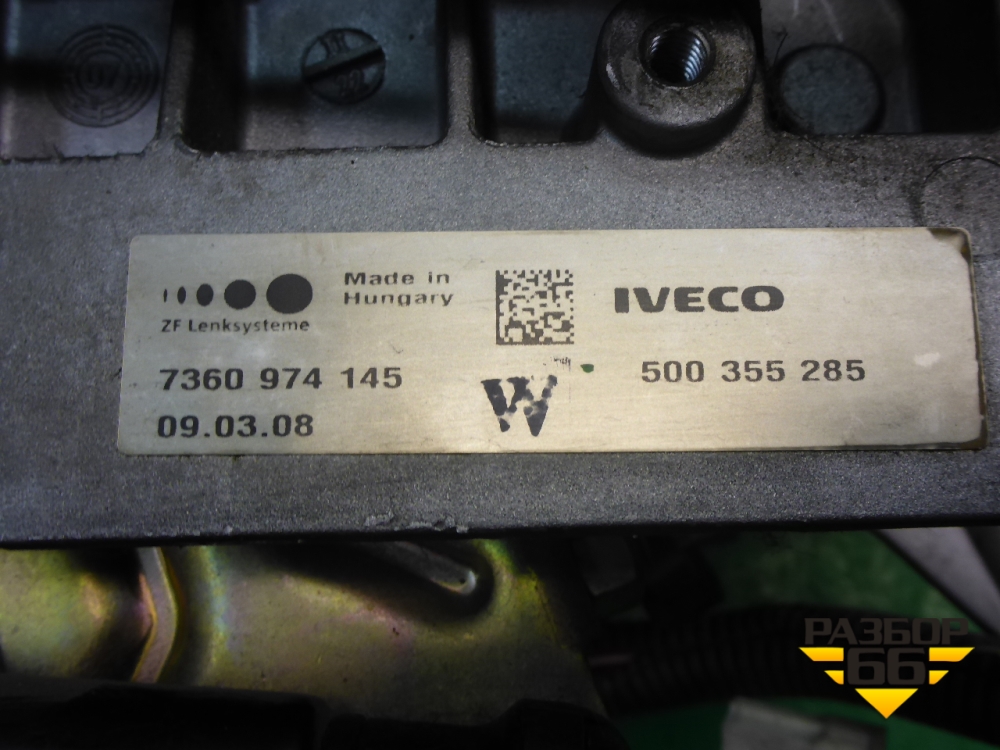 Made in
Hungary
ZF Lenksysteme
IVECO
7360 974 145
500 355 285
09.03.08
W
РАЗБОР
66